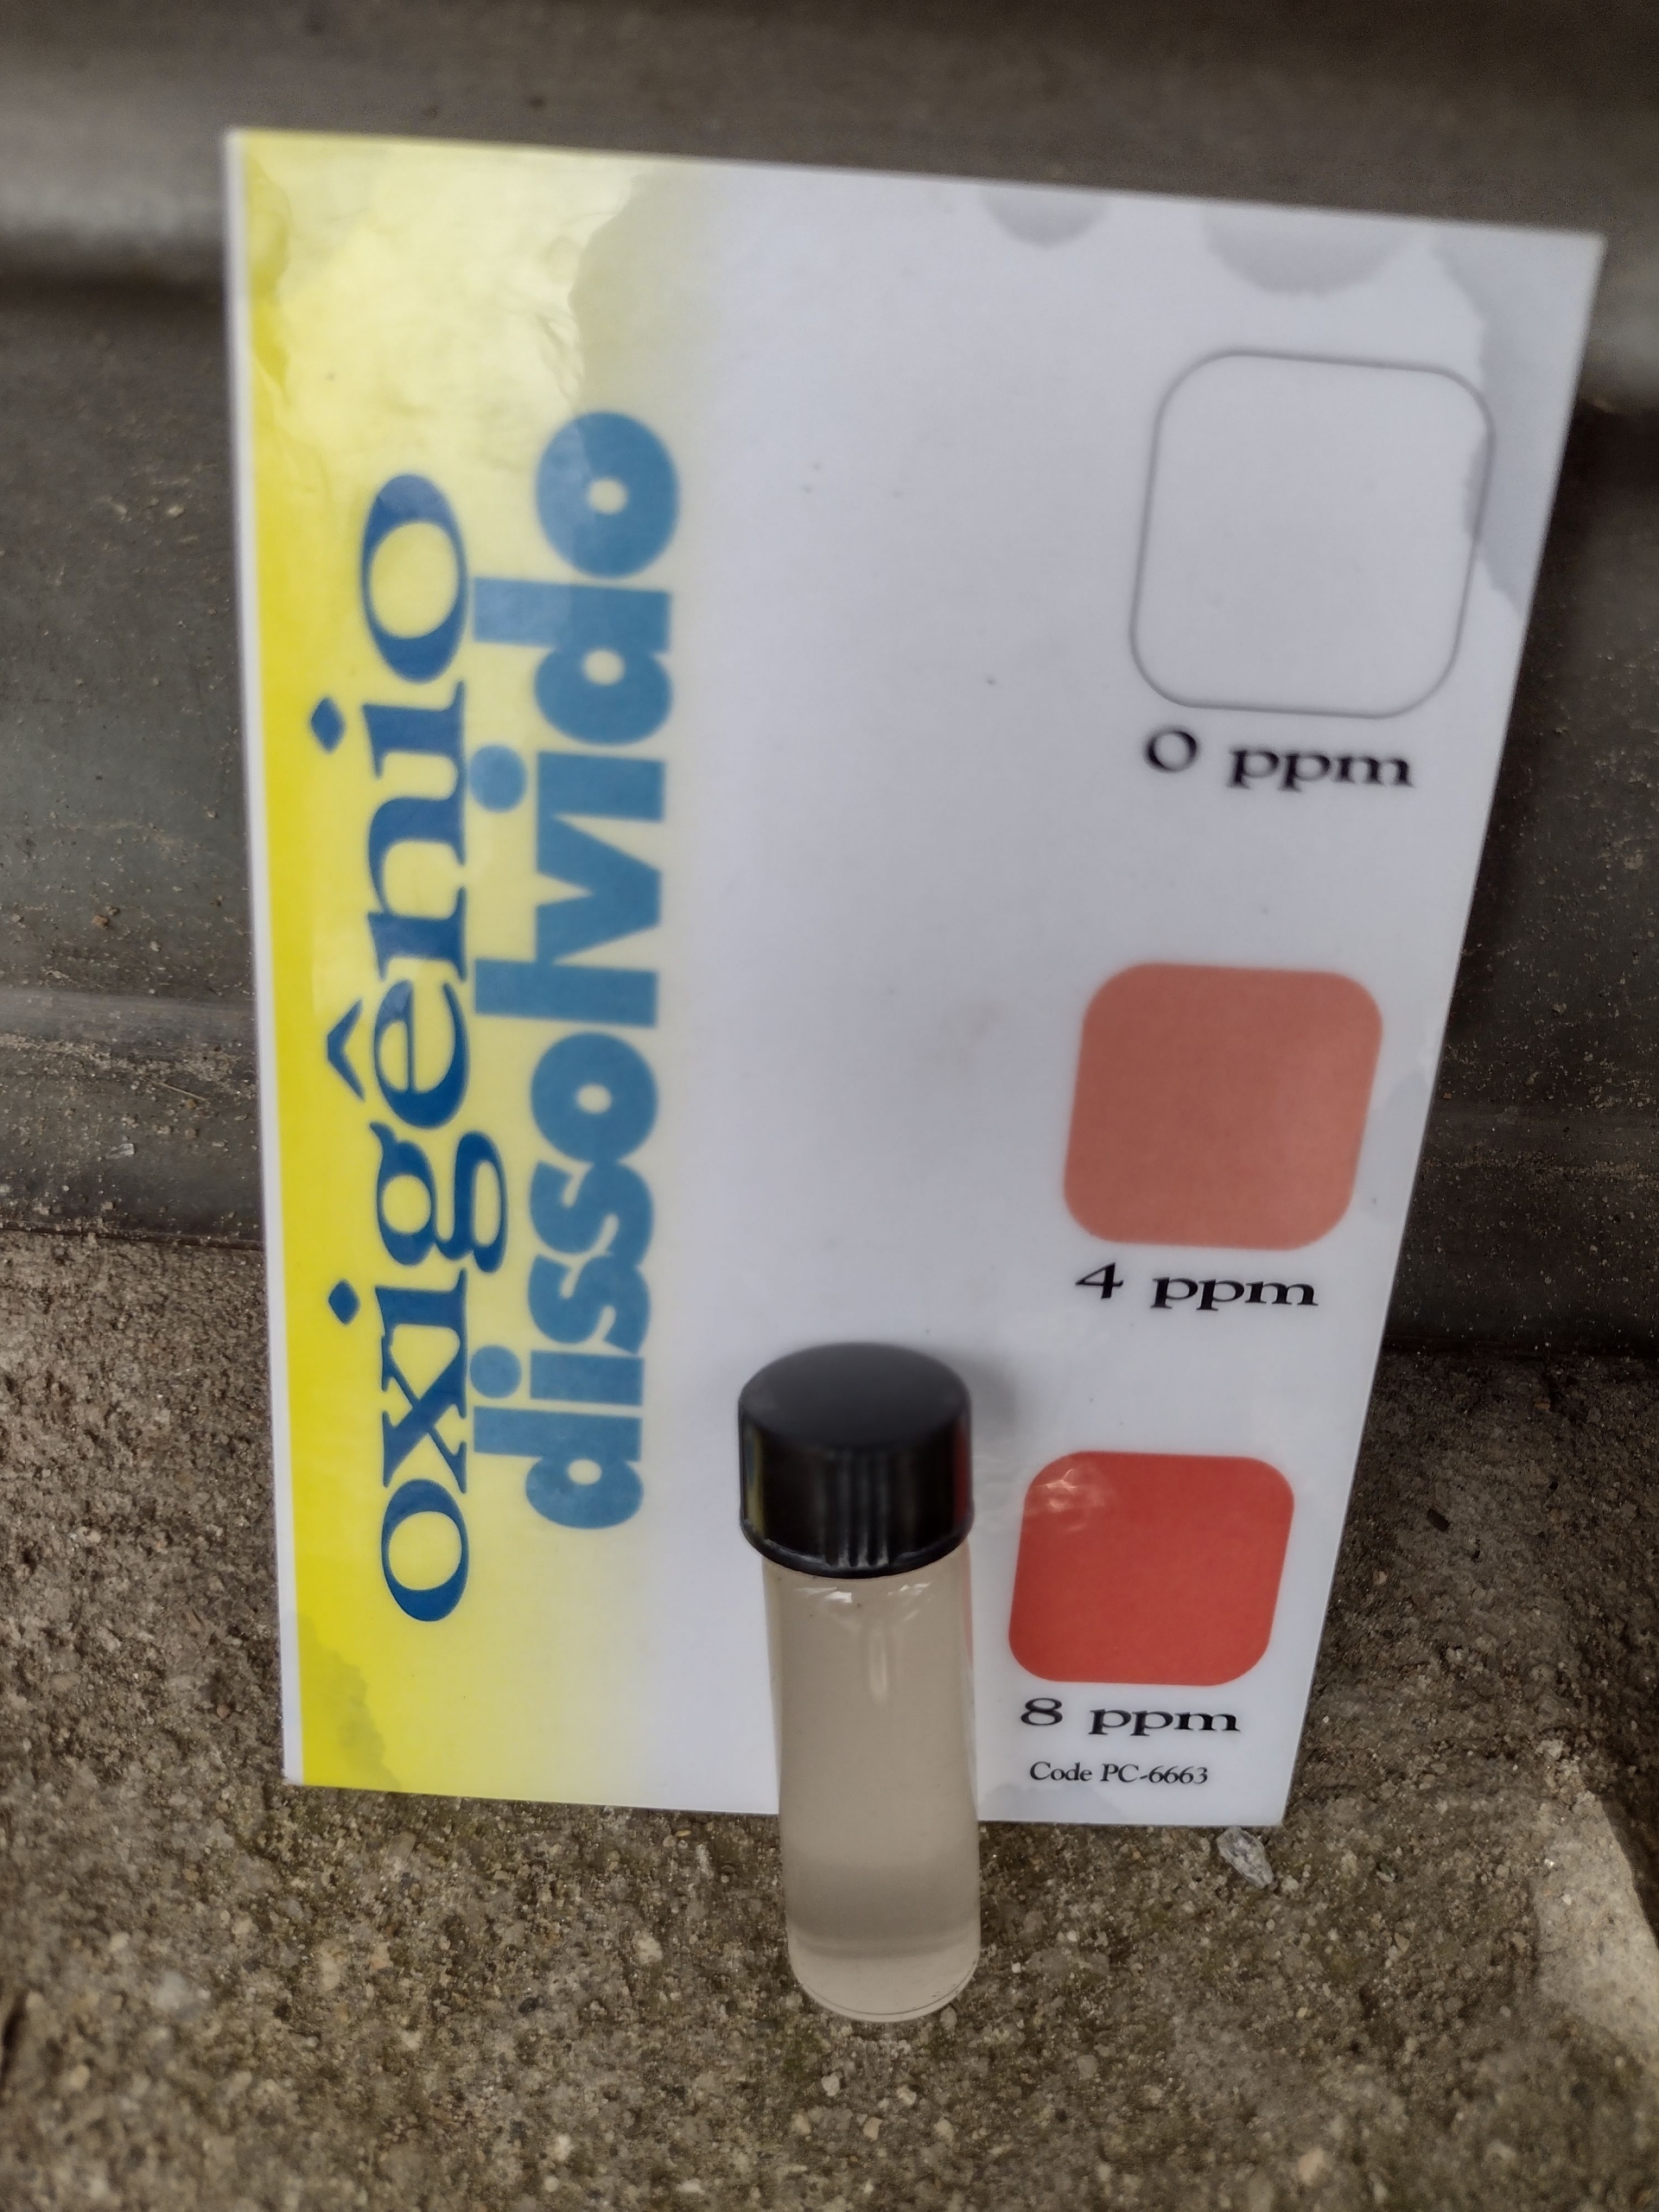 oxigênio
dissolvido
0 ppm
4 ppm
8 ppm
Code PC-6663